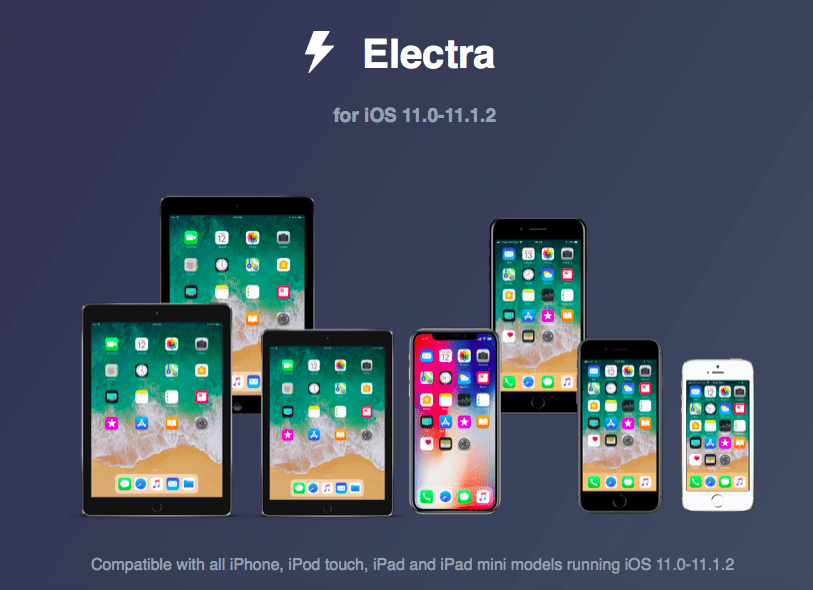 Electra
for iOS 11.0-11.1.2
Compatible with all iPhone, iPod touch, iPad and iPad mini models running iOS 11.0-11.1.2